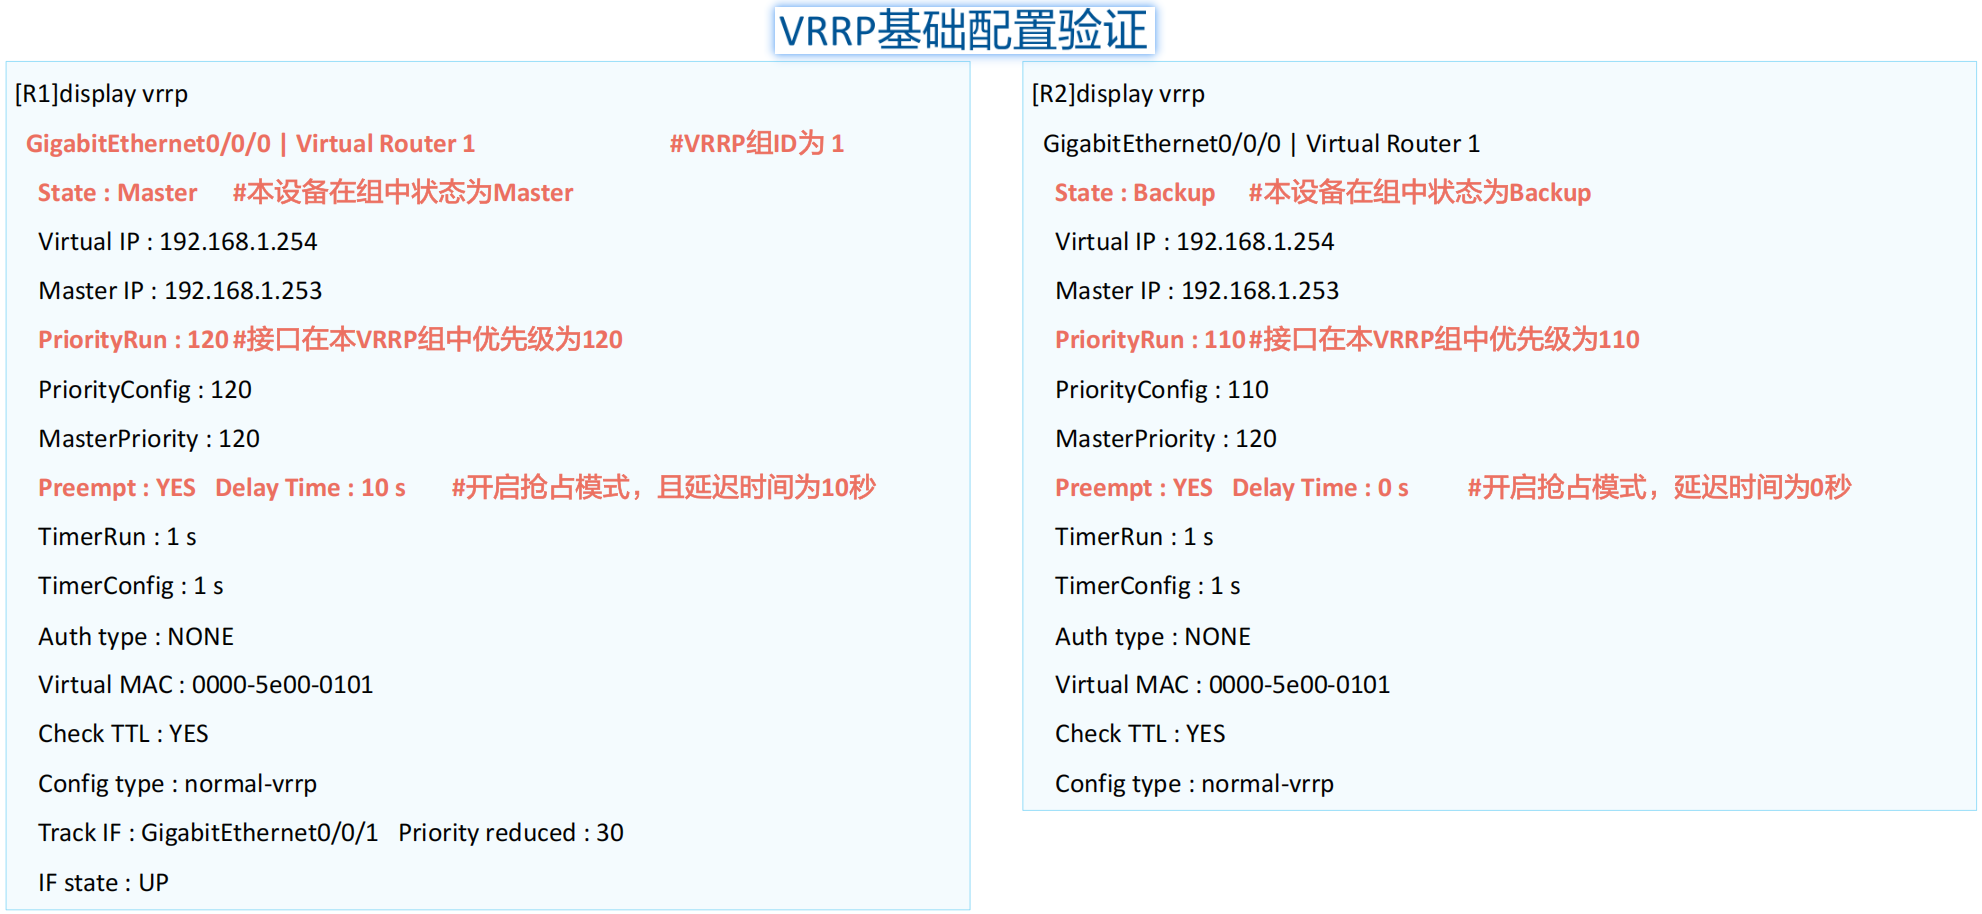 VRRP基础配置验证
[R1]display vrrp
GigabitEthernet0/0/0 | Virtual Router 1 #VRRP组ID为 1
State : Master #本设备在组中状态为Master
Virtual IP : 192.168.1.254
Master IP : 192.168.1.253
PriorityRun : 120 #接口在本VRRP组中优先级为120
PriorityConfig : 120
MasterPriority : 120
Preempt : YES Delay Time : 10 s #开启抢占模式，且延迟时间为10秒
TimerRun : 1 s
TimerConfig : 1 s
Auth type : NONE
Virtual MAC : 0000-5e00-0101
Check TTL : YES
Config type : normal-vrrp
Track IF : GigabitEthernet0/0/1 Priority reduced : 30
IF state : UP
[R2]display vrrp
GigabitEthernet0/0/0 | Virtual Router 1
State : Backup #本设备在组中状态为Backup
Virtual IP : 192.168.1.254
Master IP : 192.168.1.253
PriorityRun : 110 #接口在本VRRP组中优先级为110
PriorityConfig : 110
MasterPriority : 120
Preempt : YES Delay Time : 0 s #开启抢占模式，延迟时间为0秒
TimerRun : 1 s
TimerConfig : 1 s
Auth type : NONE
Virtual MAC : 0000-5e00-0101
Check TTL : YES
Config type : normal-vrrp